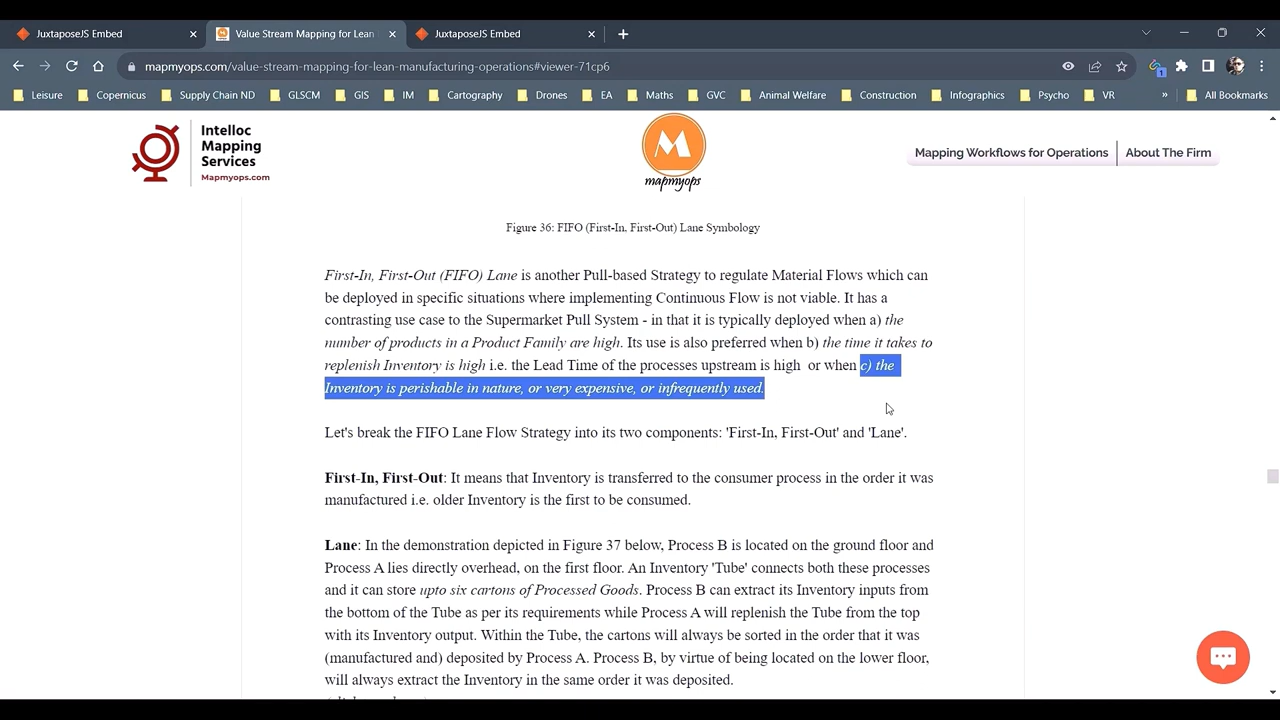 JuxtaposeJS Embed
Value Stream Mapping for Lean
JuxtaposeJS Embed
mapmyops.com/value-stream-mapping-for-lean-manufacturing-operations#viewer-71cp6
1
Leisure
Copernicus
Supply Chain ND
GLSCM
GIS
IM
Cartography
Drones
EA
Maths
GVC
Animal Welfare
Construction
Infographics
Psycho
VR
»
All Bookmarks
Intelloc
Mapping
Services
Mapmyops.com
M
mapmyops
Mapping Workflows for Operations
About The Firm
Figure 36: FIFO (First-In, First-Out) Lane Symbology
First-In, First-Out (FIFO) Lane is another Pull-based Strategy to regulate Material Flows which can
be deployed in specific situations where implementing Continuous Flow is not viable. It has a
contrasting use case to the Supermarket Pull System - in that it is typically deployed when a) the
number of products in a Product Family are high. Its use is also preferred when b) the time it takes to
replenish Inventory is high i.e. the Lead Time of the processes upstream is high or when c) the
Inventory is perishable in nature, or very expensive, or infrequently used.
Let's break the FIFO Lane Flow Strategy into its two components: 'First-In, First-Out' and 'Lane'.
First-In, First-Out: It means that Inventory is transferred to the consumer process in the order it was
manufactured i.e. older Inventory is the first to be consumed.
Lane: In the demonstration depicted in Figure 37 below, Process B is located on the ground floor and
Process A lies directly overhead, on the first floor. An Inventory 'Tube' connects both these processes
and it can store upto six cartons of Processed Goods. Process B can extract its Inventory inputs from
the bottom of the Tube as per its requirements while Process A will replenish the Tube from the top
with its Inventory output. Within the Tube, the cartons will always be sorted in the order that it was
(manufactured and) deposited by Process A. Process B, by virtue of being located on the lower floor,
will always extract the Inventory in the same order it was deposited.